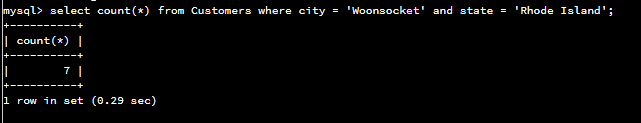 mysql> select count(*) from Customers where city = 'Woonsocket' and state = 'Rhode Island';
+----------+
| count(*) |
+----------+
|        7 |
+----------+
1 row in set (0.29 sec)